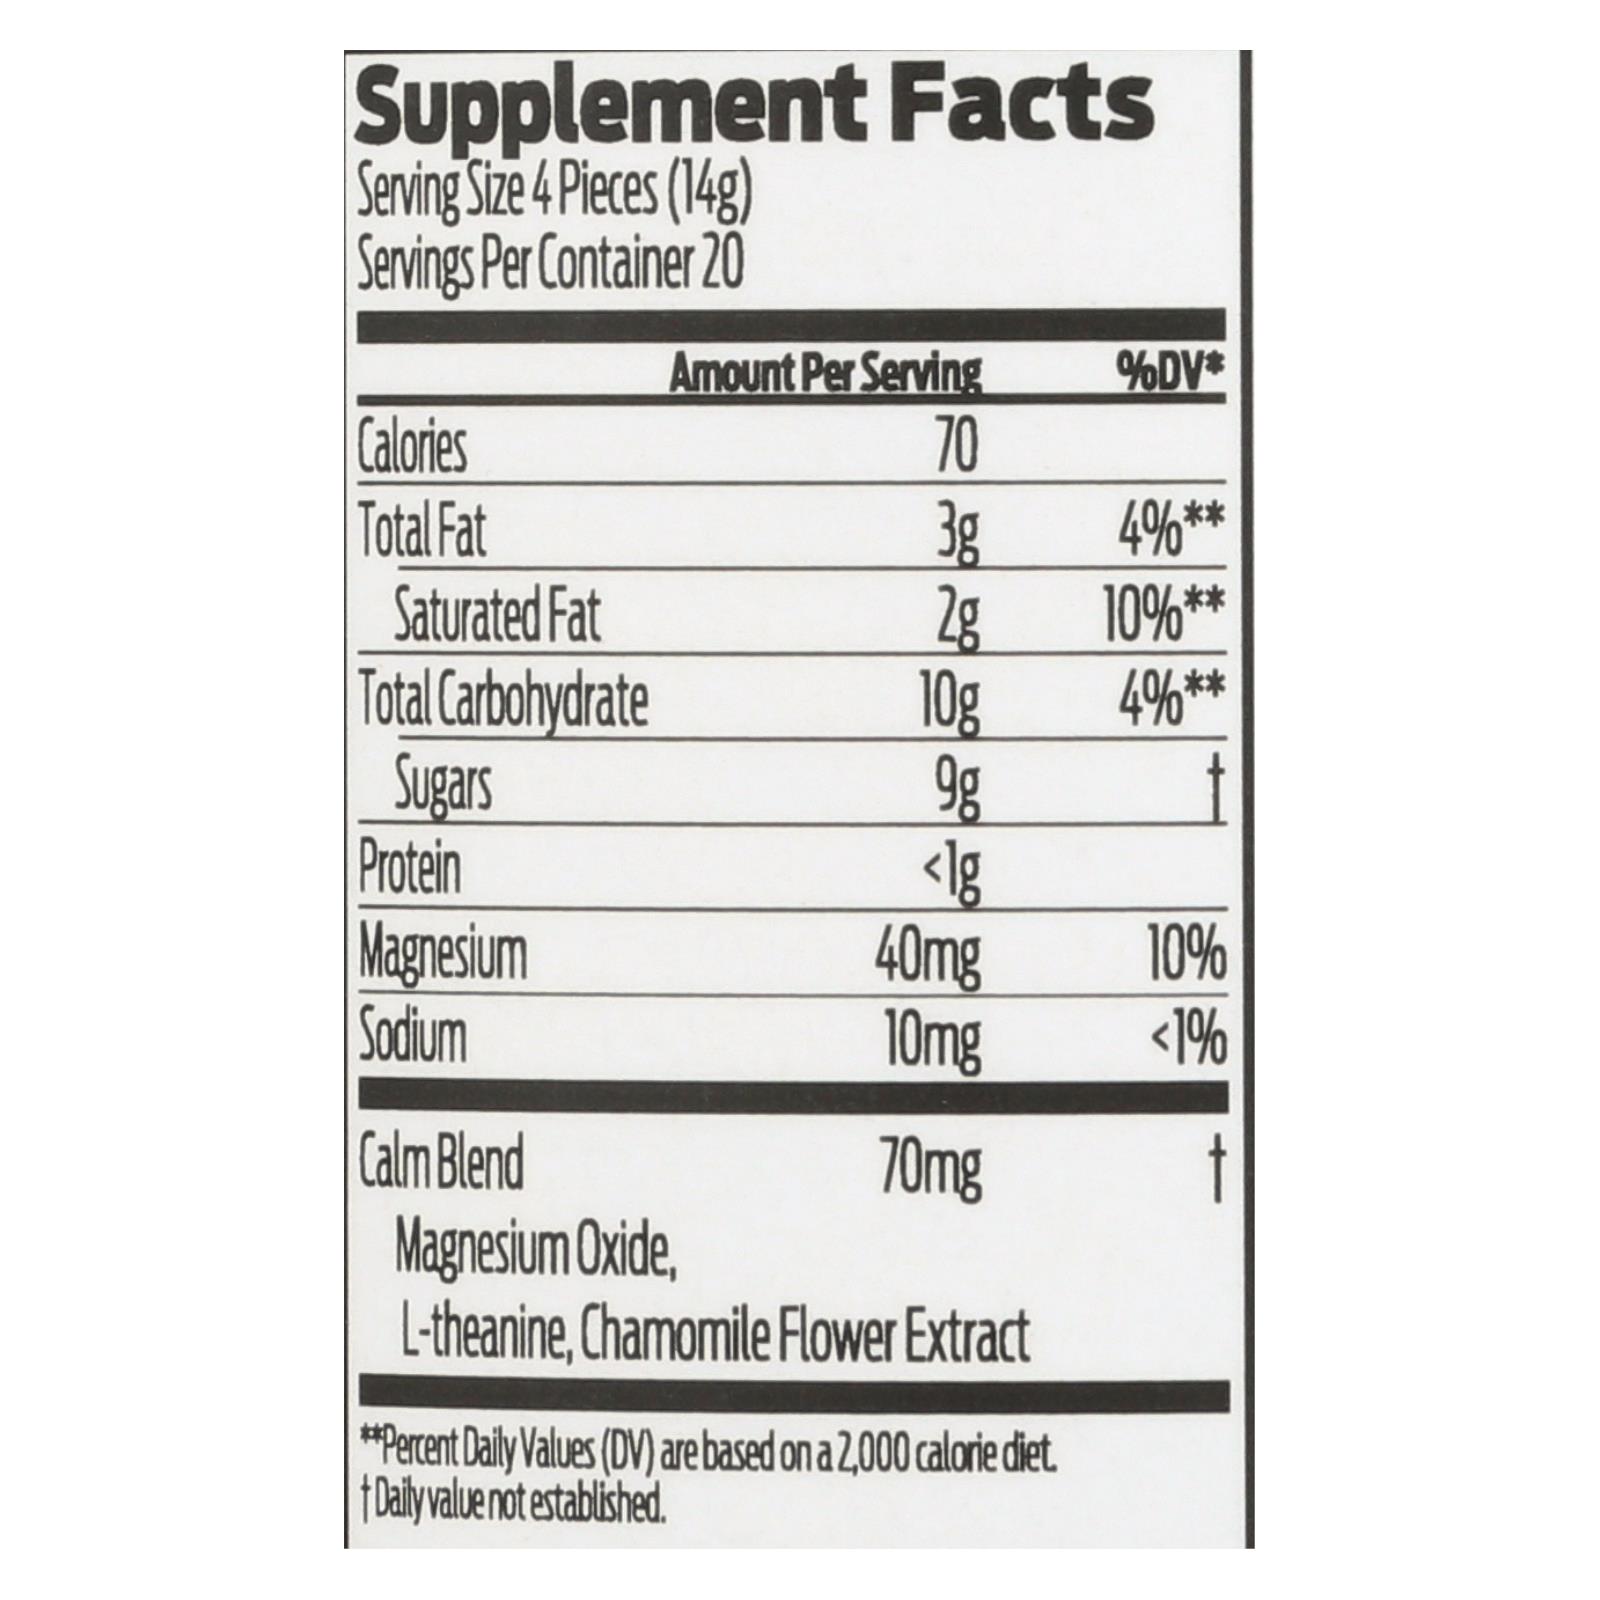 Supplement Facts
Serving Size 4 Pieces (14g)
Servings Per Container 20
Amount Per Serving %DV*
Calories 70
Total Fat 3g 4%**
Saturated Fat 2g 10%**
Total Carbohydrate 10g 4%**
Sugars 9g †
Protein <1g
Magnesium 40mg 10%
Sodium 10mg <1%
Calm Blend 70mg †
Magnesium Oxide,
L-theanine, Chamomile Flower Extract
**Percent Daily Values (DV) are based on a 2,000 calorie diet.
† Daily value not established.